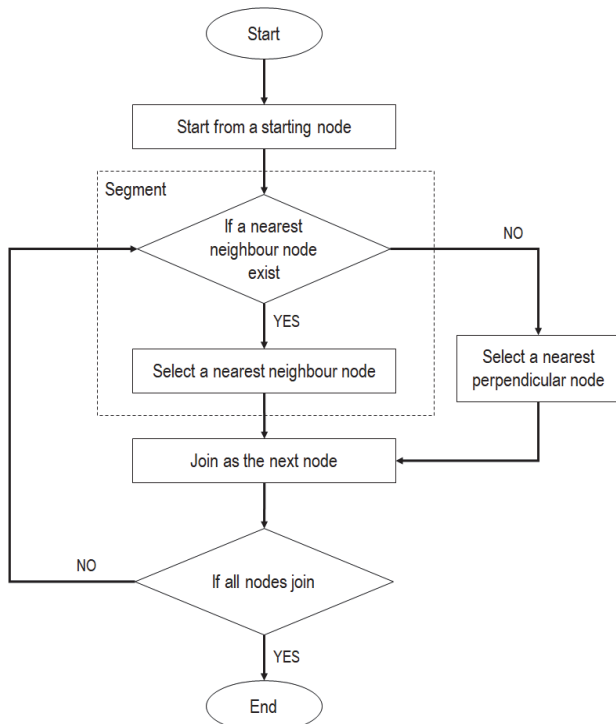 Start
Start from a starting node
Segment
If a nearest
neighbour node
exist
NO
YES
Select a nearest neighbour node
Select a nearest
perpendicular node
Join as the next node
NO
If all nodes join
YES
End